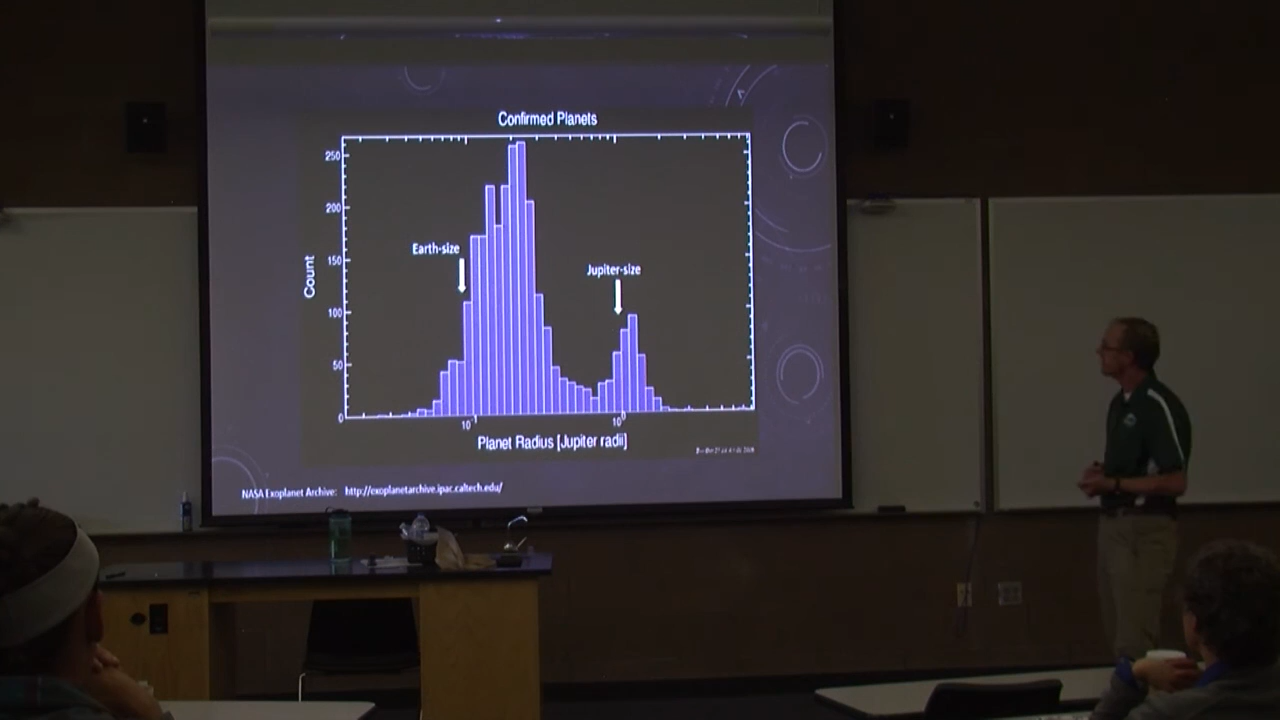 Confirmed Planets
250
200
150
100
50
0
Count
Earth-size
Jupiter-size
10⁻¹
10⁰
Planet Radius [Jupiter radii]
NASA Exoplanet Archive: http://exoplanetarchive.ipac.caltech.edu/